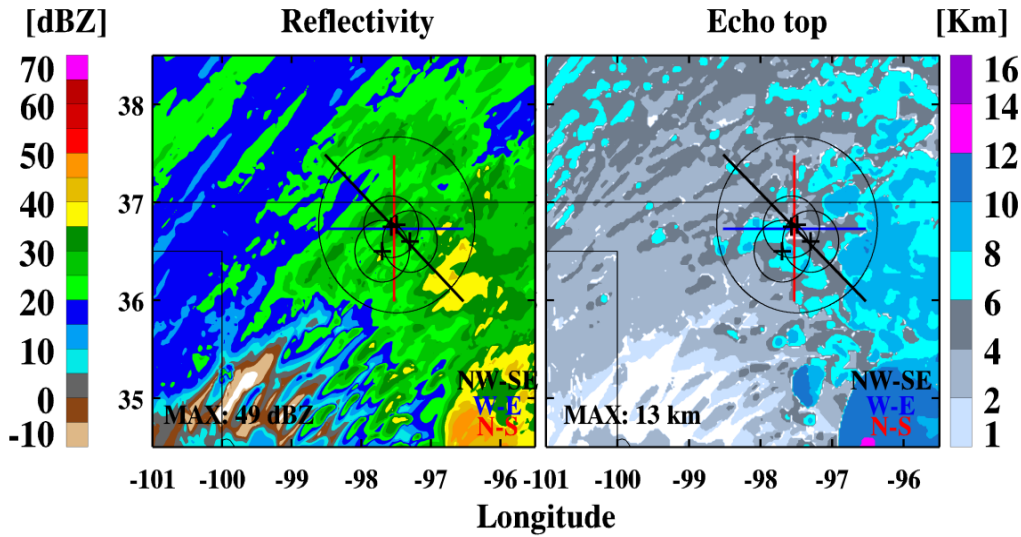 [dBZ] Reflectivity Echo top [Km]
70
60
50
40
30
20
10
0
-10
38
37
36
35
NW-SE
W-E
N-S
MAX: 49 dBZ
-101 -100 -99 -98 -97 -96
NW-SE
W-E
N-S
MAX: 13 km
-101 -100 -99 -98 -97 -96
16
14
12
10
8
6
4
2
1
Longitude